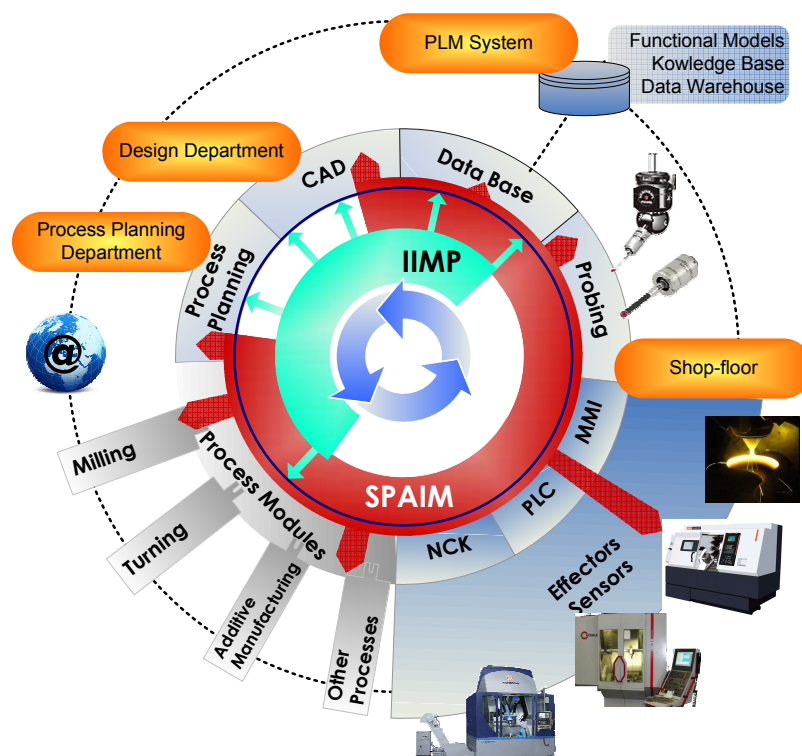 PLM System
Functional Models
Kowledge Base
Data Warehouse
Design Department
CAD
Data Base
Process Planning
Department
Process
Planning
IIMP
Probing
@
Shop-floor
MMI
Milling
Process Modules
SPAIM
PLC
Turning
NCK
Effectors
Sensors
Additive
Manufacturing
Other
Processes